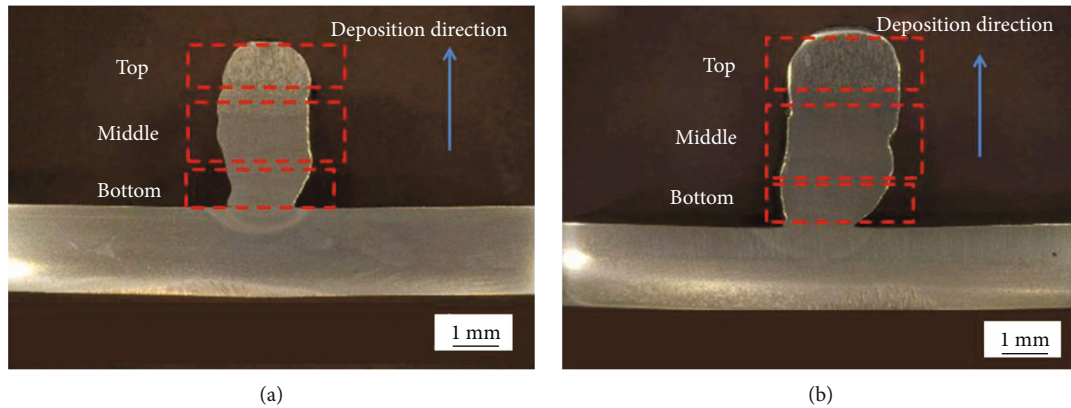 Deposition direction
Top
Middle
Bottom
1 mm
(a)
Deposition direction
Top
Middle
Bottom
1 mm
(b)